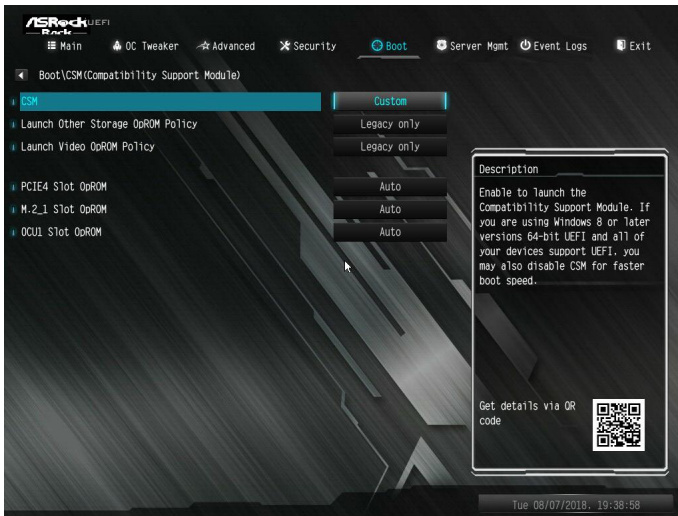 ASRock UEFI
Rack
Main OC Tweaker Advanced Security Boot Server Mgmt Event Logs Exit
Boot\CSM(Compatibility Support Module)
CSM Custom
Launch Other Storage OpROM Policy Legacy only
Launch Video OpROM Policy Legacy only
PCIE4 Slot OpROM Auto
M.2_1 Slot OpROM Auto
OCU1 Slot OpROM Auto
Description
Enable to launch the
Compatibility Support Module. If
you are using Windows 8 or later
versions 64-bit UEFI and all of
your devices support UEFI, you
may also disable CSM for faster
boot speed.
Get details via QR
code
Tue 08/07/2018, 19:38:58